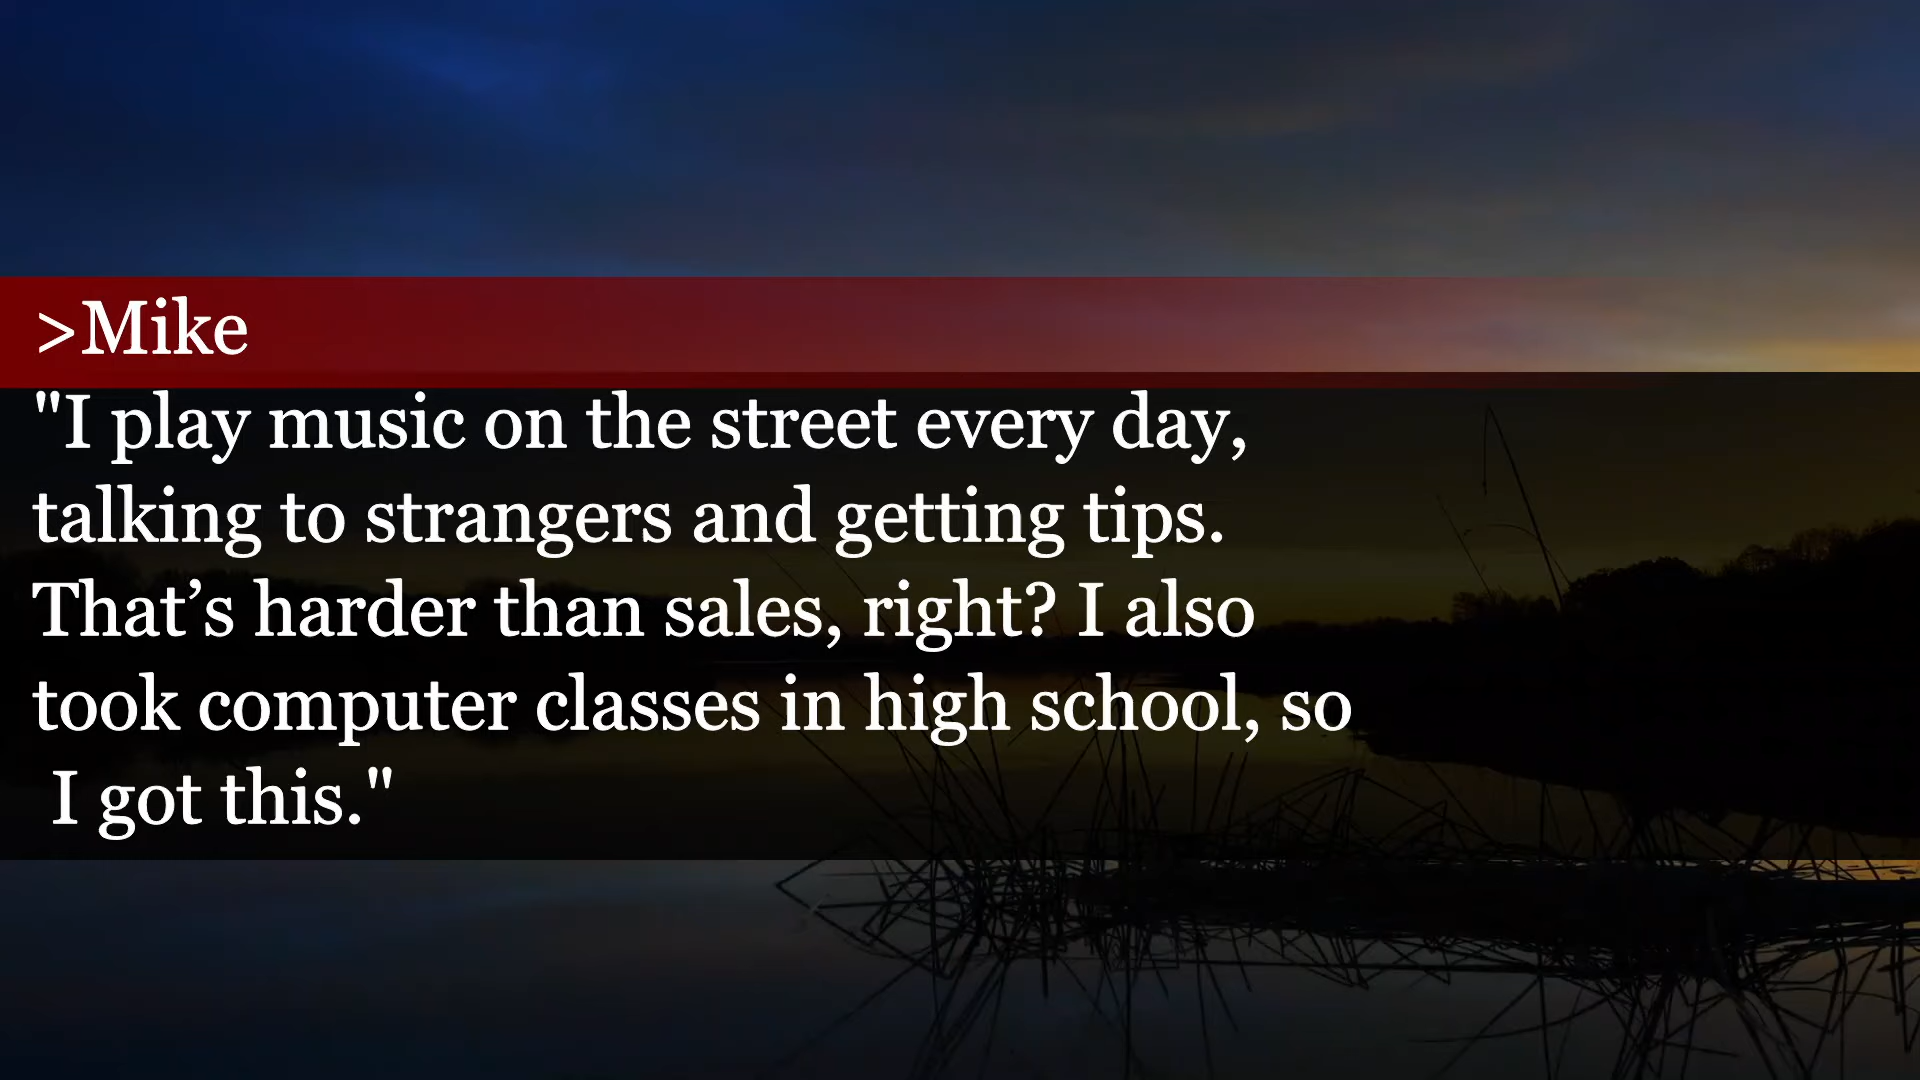 >Mike
"I play music on the street every day,
talking to strangers and getting tips.
That’s harder than sales, right? I also
took computer classes in high school, so
I got this."